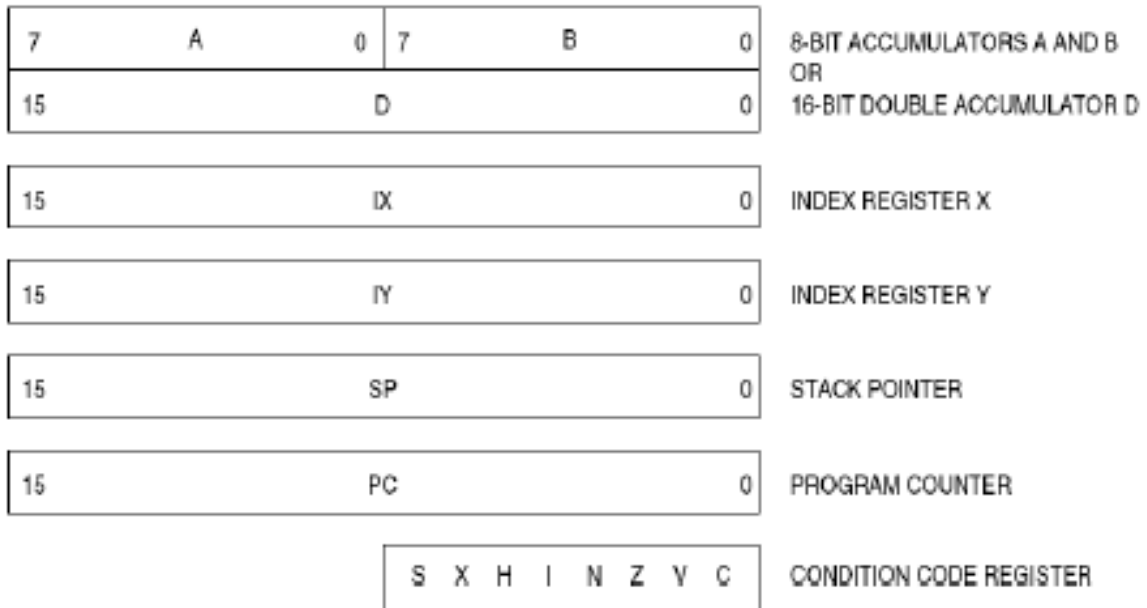 7 A 0 7 B 0 8-BIT ACCUMULATORS A AND B
OR
15 D 0 16-BIT DOUBLE ACCUMULATOR D
15 IX 0 INDEX REGISTER X
15 IY 0 INDEX REGISTER Y
15 SP 0 STACK POINTER
15 PC 0 PROGRAM COUNTER
S X H I N Z V C CONDITION CODE REGISTER